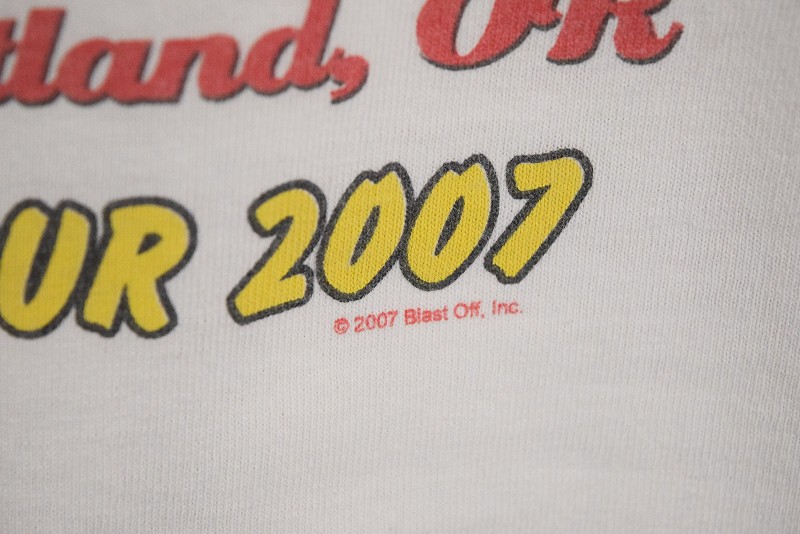 tland, OR
UR 2007
© 2007 Blast Off, Inc.